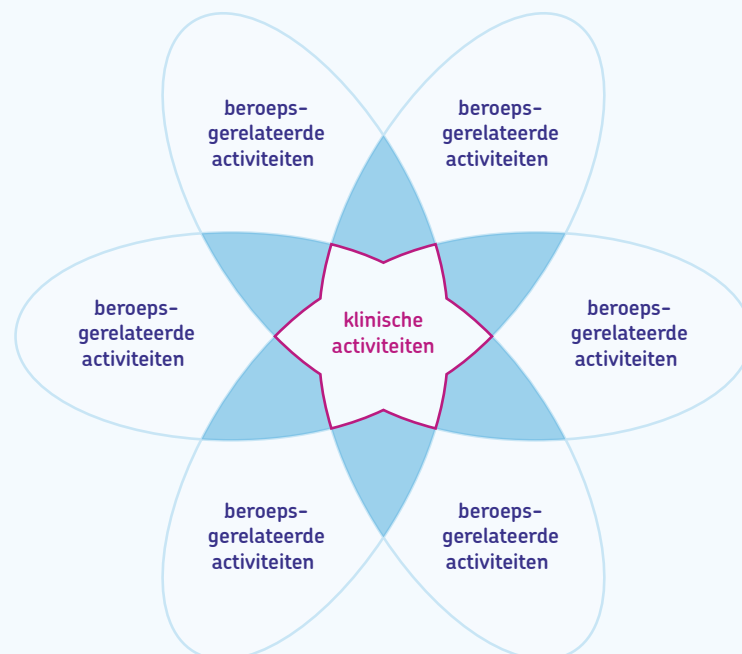 beroeps-
gerelateerde
activiteiten
beroeps-
gerelateerde
activiteiten
beroeps-
gerelateerde
activiteiten
klinische
activiteiten
beroeps-
gerelateerde
activiteiten
beroeps-
gerelateerde
activiteiten
beroeps-
gerelateerde
activiteiten